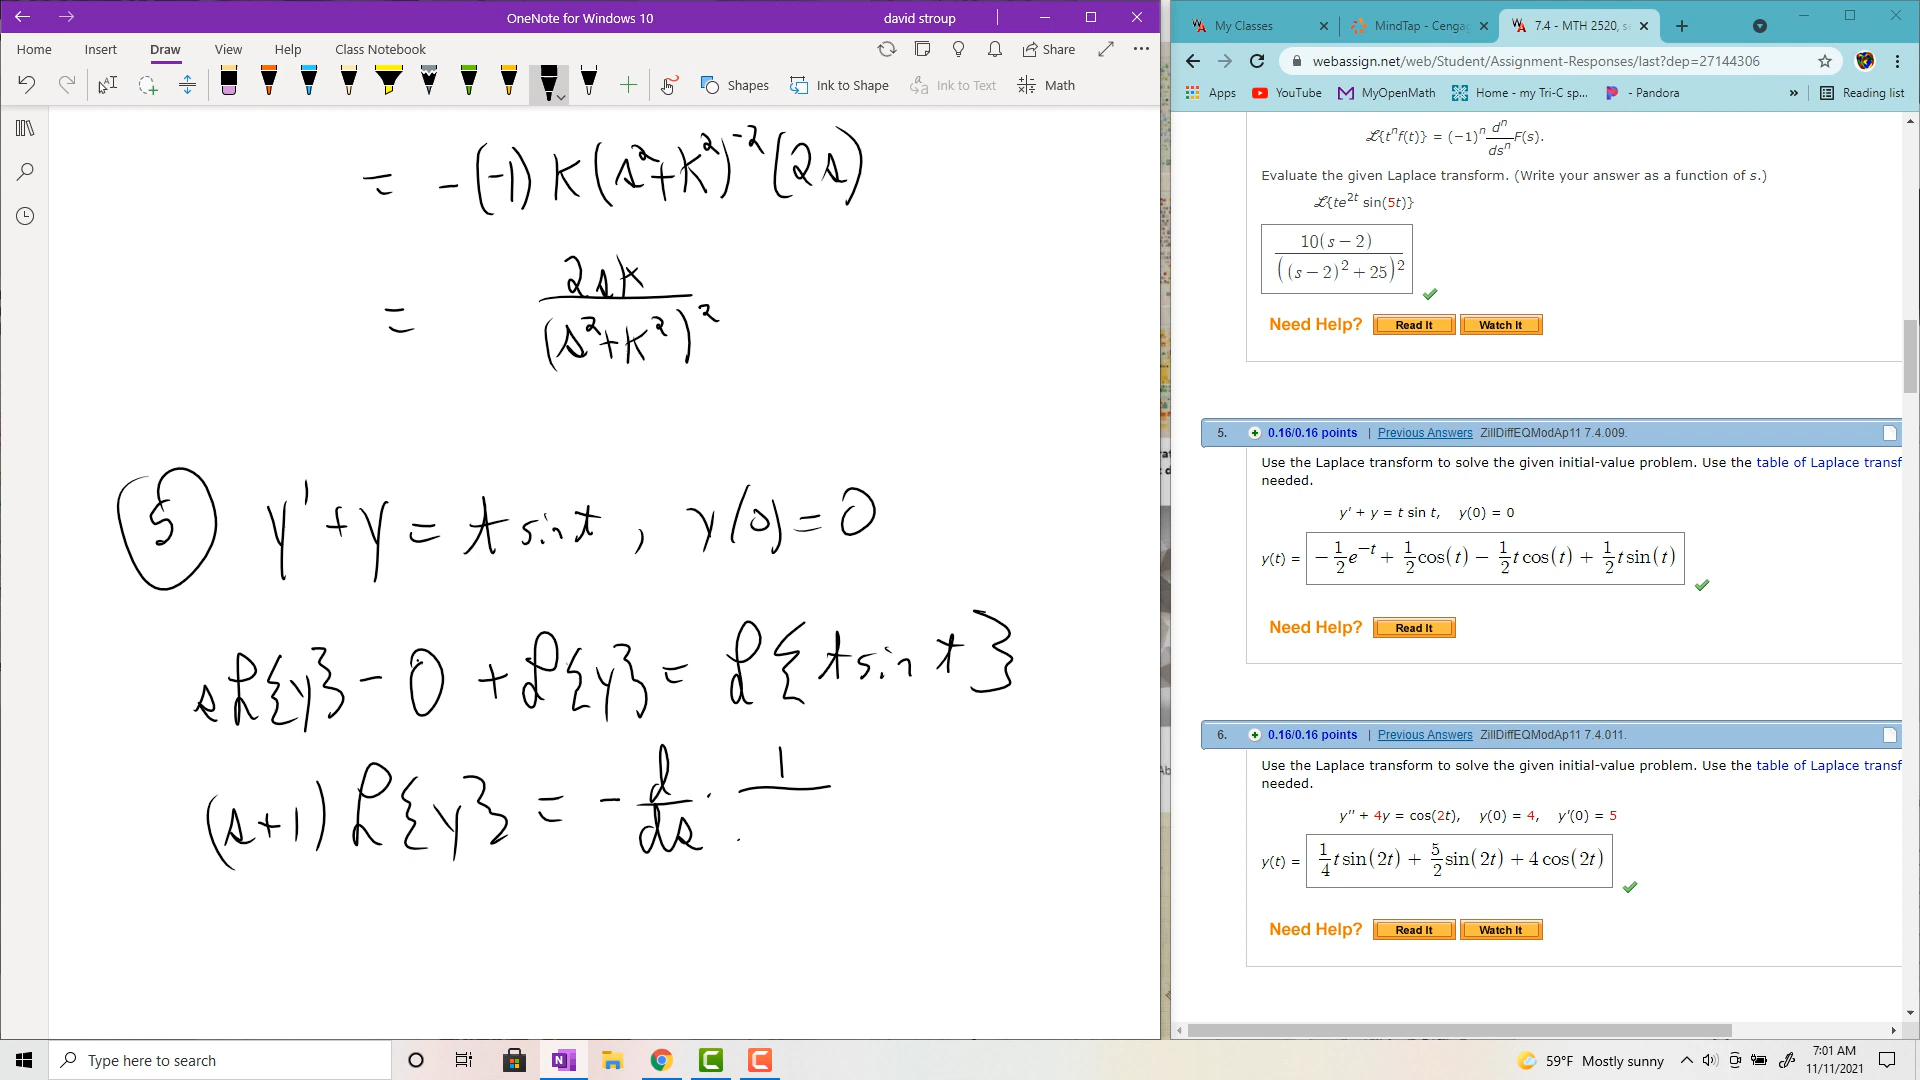 OneNote for Windows 10
david stroup
Home Insert Draw View Help Class Notebook
Share
Shapes Ink to Shape Ink to Text Math
= -(-1) K (s²+K²)⁻² (2s)
= 2sk
(s²+K²)²
5 y' + y = t sin t , y(0) = 0
sℒ{y} - 0 + ℒ{y} = ℒ{t sin t}
(s+1) ℒ{y} = - d/ds · 1
My Classes
MindTap - Cengag
7.4 - MTH 2520, s
webassign.net/web/Student/Assignment-Responses/last?dep=27144306
Apps YouTube MyOpenMath Home - my Tri-C sp... - Pandora » Reading list
ℒ{tⁿf(t)} = (-1)ⁿ dⁿ/dsⁿ F(s).
Evaluate the given Laplace transform. (Write your answer as a function of s.)
ℒ{te²ᵗ sin(5t)}
10(s − 2)
((s − 2)² + 25)²
Need Help? Read It Watch It
5. 0.16/0.16 points | Previous Answers ZillDiffEQModAp11 7.4.009.
Use the Laplace transform to solve the given initial-value problem. Use the table of Laplace transf
needed.
y' + y = t sin t, y(0) = 0
y(t) = −1/2 e⁻ᵗ + 1/2 cos(t) − 1/2 t cos(t) + 1/2 t sin(t)
Need Help? Read It
6. 0.16/0.16 points | Previous Answers ZillDiffEQModAp11 7.4.011.
Use the Laplace transform to solve the given initial-value problem. Use the table of Laplace transf
needed.
y'' + 4y = cos(2t), y(0) = 4, y'(0) = 5
y(t) = 1/4 t sin(2t) + 5/2 sin(2t) + 4 cos(2t)
Need Help? Read It Watch It
Type here to search
59°F Mostly sunny
7:01 AM
11/11/2021